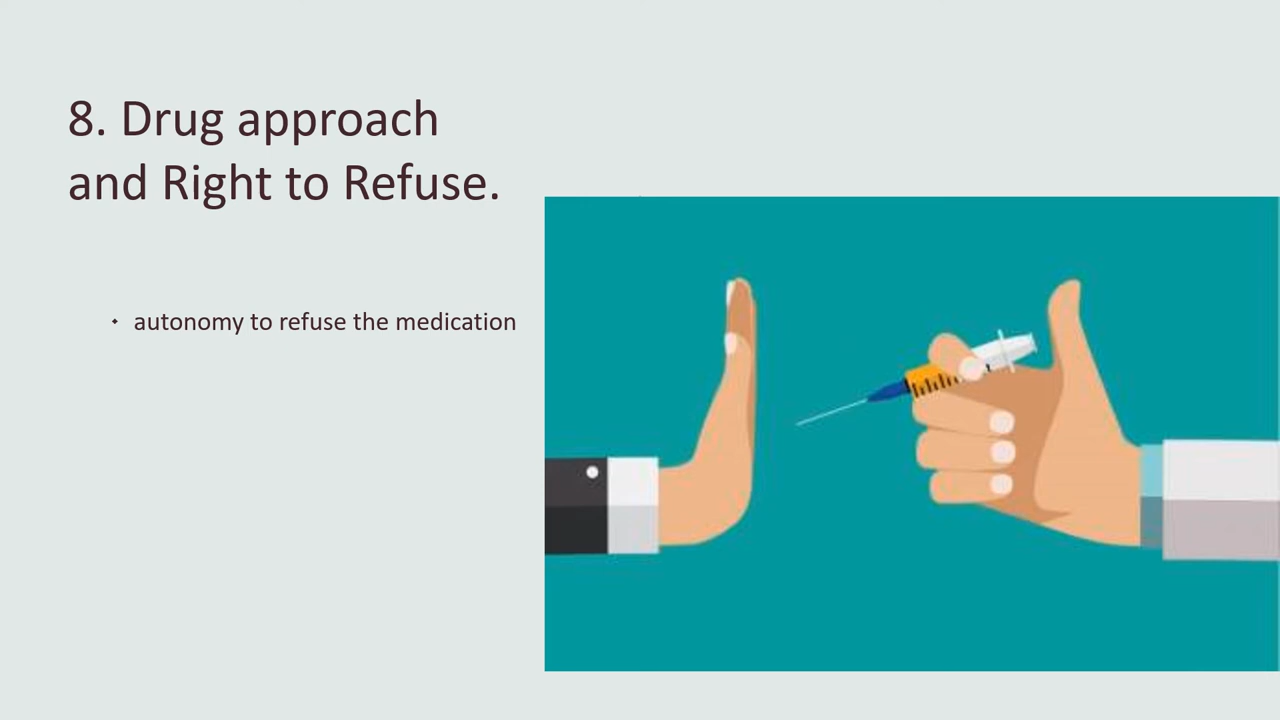 8. Drug approach
and Right to Refuse.
• autonomy to refuse the medication